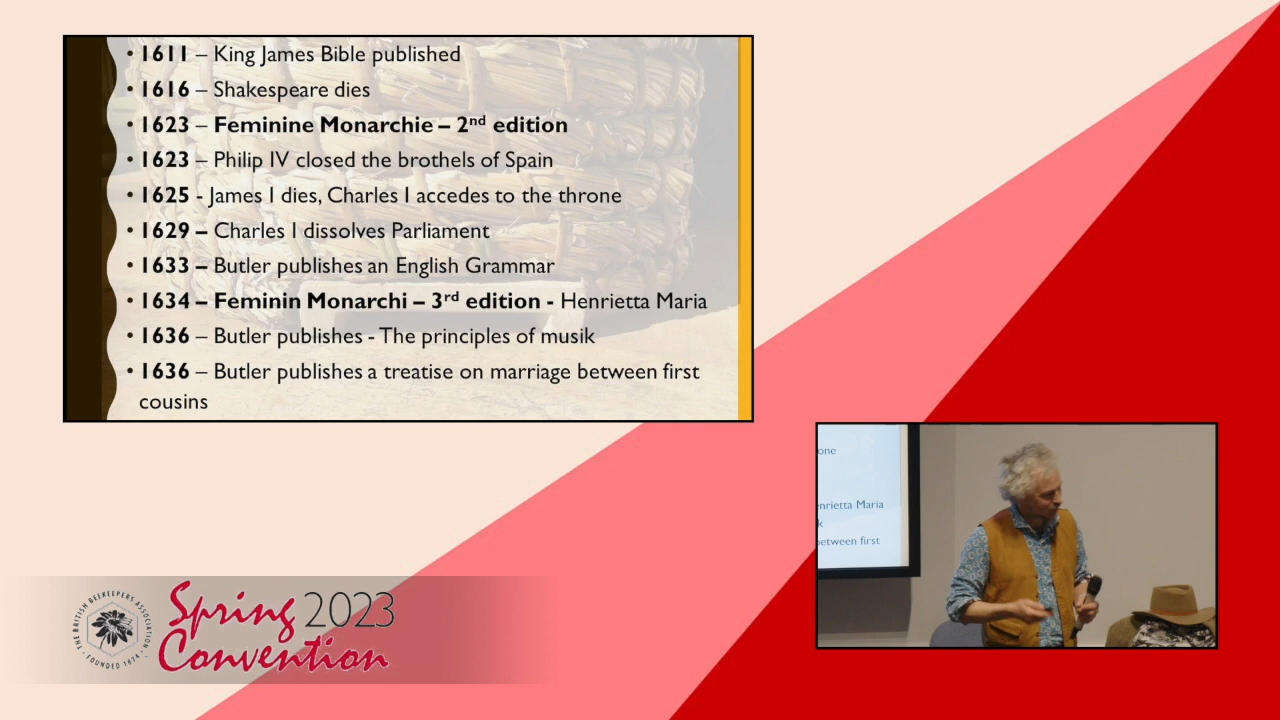 • 1611 – King James Bible published
• 1616 – Shakespeare dies
• 1623 – Feminine Monarchie – 2nd edition
• 1623 – Philip IV closed the brothels of Spain
• 1625 - James I dies, Charles I accedes to the throne
• 1629 – Charles I dissolves Parliament
• 1633 – Butler publishes an English Grammar
• 1634 – Feminin Monarchi – 3rd edition - Henrietta Maria
• 1636 – Butler publishes - The principles of musik
• 1636 – Butler publishes a treatise on marriage between first
cousins
one
enrietta Maria
k
between first
THE BRITISH BEEKEEPERS ASSOCIATION
· FOUNDED 1874 ·
Spring 2023
Convention